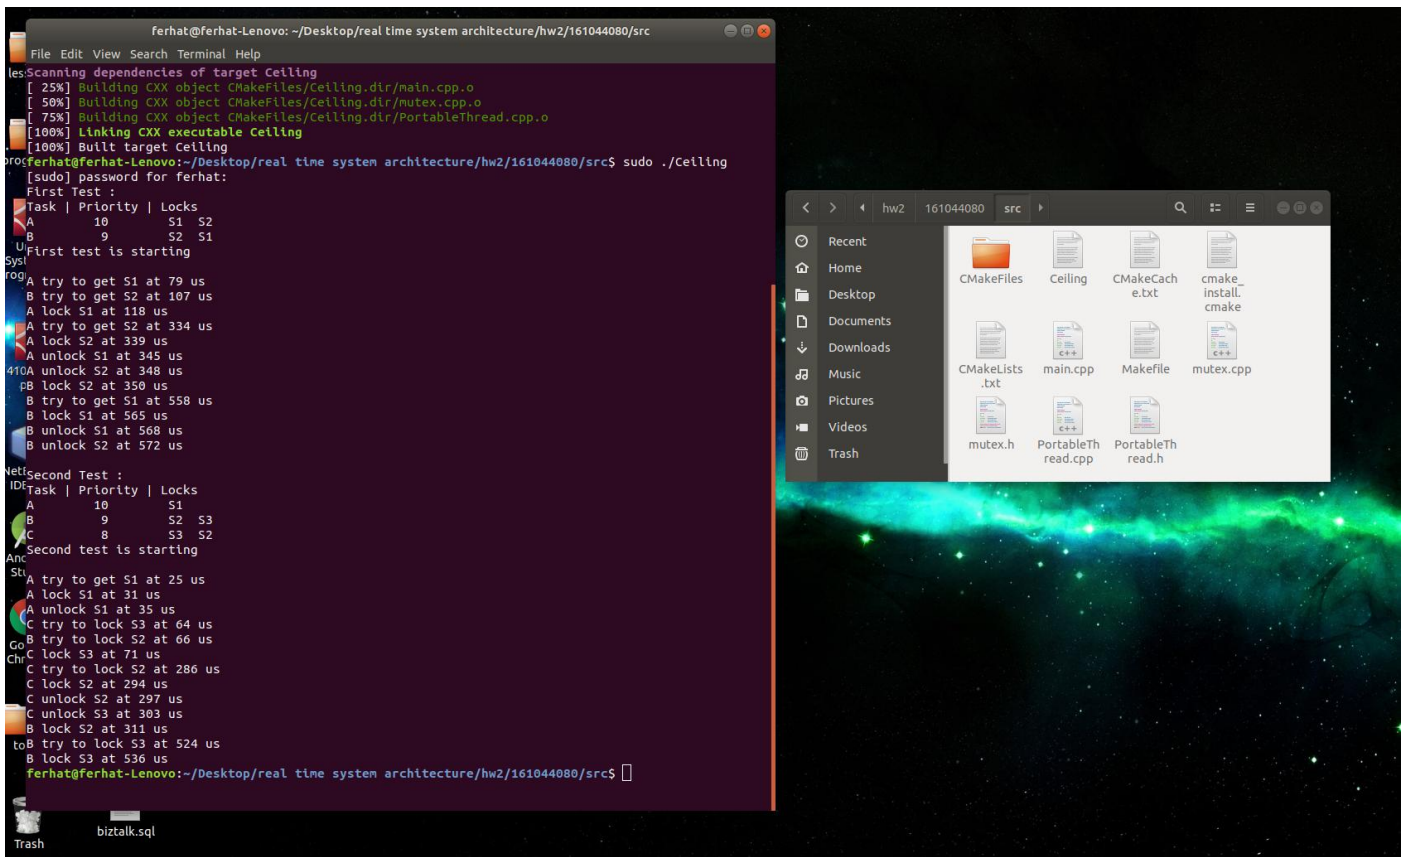 ferhat@ferhat-Lenovo: ~/Desktop/real time system architecture/hw2/161044080/src
File Edit View Search Terminal Help
Scanning dependencies of target Ceiling
[ 25%] Building CXX object CMakeFiles/Ceiling.dir/main.cpp.o
[ 50%] Building CXX object CMakeFiles/Ceiling.dir/mutex.cpp.o
[ 75%] Building CXX object CMakeFiles/Ceiling.dir/PortableThread.cpp.o
[100%] Linking CXX executable Ceiling
[100%] Built target Ceiling
ferhat@ferhat-Lenovo:~/Desktop/real time system architecture/hw2/161044080/src$ sudo ./Ceiling
[sudo] password for ferhat:
First Test :
Task | Priority | Locks
A 10 S1 S2
B 9 S2 S1
First test is starting
A try to get S1 at 79 us
B try to get S2 at 107 us
A lock S1 at 118 us
A try to get S2 at 334 us
A lock S2 at 339 us
A unlock S1 at 345 us
A unlock S2 at 348 us
B lock S2 at 350 us
B try to get S1 at 558 us
B lock S1 at 565 us
B unlock S1 at 568 us
B unlock S2 at 572 us
Second Test :
Task | Priority | Locks
A 10 S1
B 9 S2 S3
C 8 S3 S2
Second test is starting
A try to get S1 at 25 us
A lock S1 at 31 us
A unlock S1 at 35 us
C try to lock S3 at 64 us
B try to lock S2 at 66 us
C lock S3 at 71 us
C try to lock S2 at 286 us
C lock S2 at 294 us
C unlock S2 at 297 us
C unlock S3 at 303 us
B lock S2 at 311 us
B try to lock S3 at 524 us
B lock S3 at 536 us
ferhat@ferhat-Lenovo:~/Desktop/real time system architecture/hw2/161044080/src$
hw2 161044080 src
Recent
Home
Desktop
Documents
Downloads
Music
Pictures
Videos
Trash
CMakeFiles
Ceiling
CMakeCach
e.txt
cmake_
install.
cmake
CMakeLists
.txt
main.cpp
Makefile
mutex.cpp
mutex.h
PortableTh
read.cpp
PortableTh
read.h
biztalk.sql
Trash